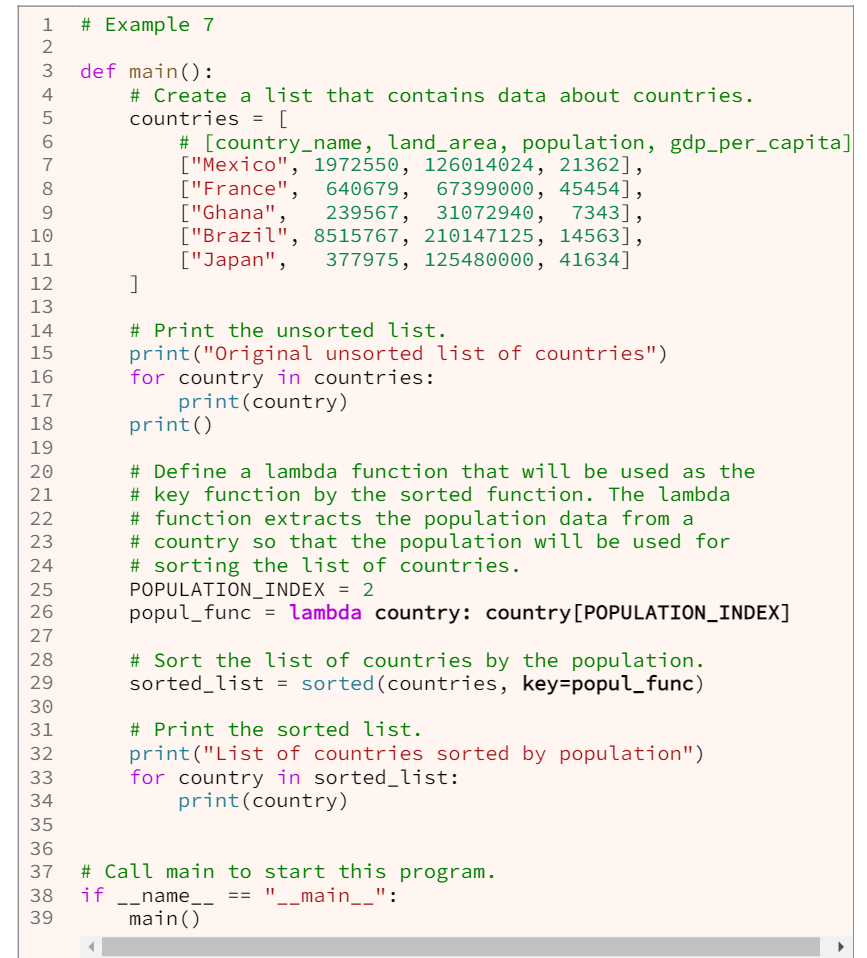 1 # Example 7
2
3 def main():
4     # Create a list that contains data about countries.
5     countries = [
6         # [country_name, land_area, population, gdp_per_capita]
7         ["Mexico", 1972550, 126014024, 21362],
8         ["France",  640679,  67399000, 45454],
9         ["Ghana",   239567,  31072940,  7343],
10         ["Brazil", 8515767, 210147125, 14563],
11         ["Japan",   377975, 125480000, 41634]
12     ]
13
14     # Print the unsorted list.
15     print("Original unsorted list of countries")
16     for country in countries:
17         print(country)
18     print()
19
20     # Define a lambda function that will be used as the
21     # key function by the sorted function. The lambda
22     # function extracts the population data from a
23     # country so that the population will be used for
24     # sorting the list of countries.
25     POPULATION_INDEX = 2
26     popul_func = lambda country: country[POPULATION_INDEX]
27
28     # Sort the list of countries by the population.
29     sorted_list = sorted(countries, key=popul_func)
30
31     # Print the sorted list.
32     print("List of countries sorted by population")
33     for country in sorted_list:
34         print(country)
35
36
37 # Call main to start this program.
38 if __name__ == "__main__":
39     main()